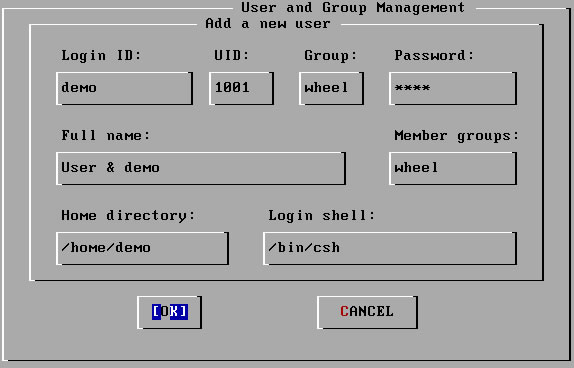 User and Group Management
Add a new user
Login ID: UID: Group: Password:
demo 1001 wheel ****
Full name: Member groups:
User & demo wheel
Home directory: Login shell:
/home/demo /bin/csh
[OK] CANCEL